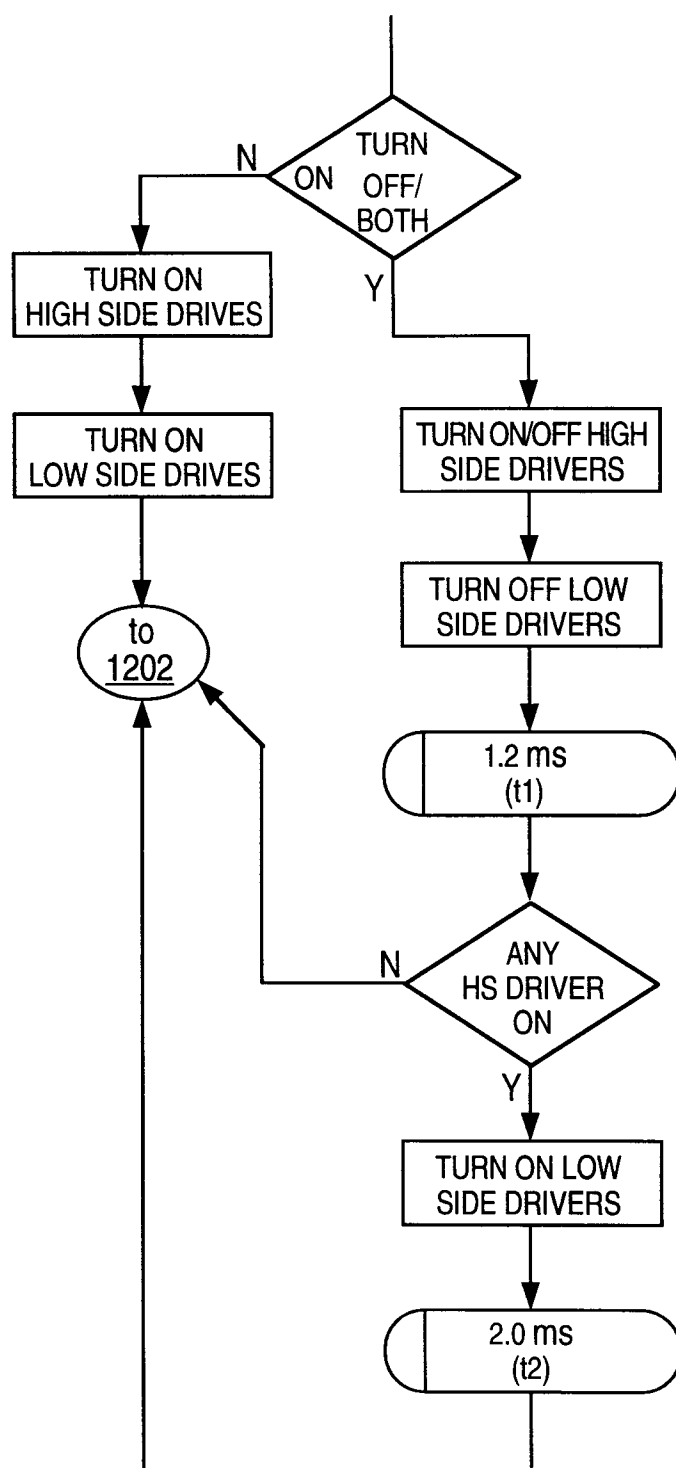 TURN
N
ON OFF/
BOTH
Y
TURN ON
HIGH SIDE DRIVES
TURN ON
LOW SIDE DRIVES
to
1202
TURN ON/OFF HIGH
SIDE DRIVERS
TURN OFF LOW
SIDE DRIVERS
1.2 ms
(t1)
ANY
HS DRIVER
ON
N
Y
TURN ON LOW
SIDE DRIVERS
2.0 ms
(t2)